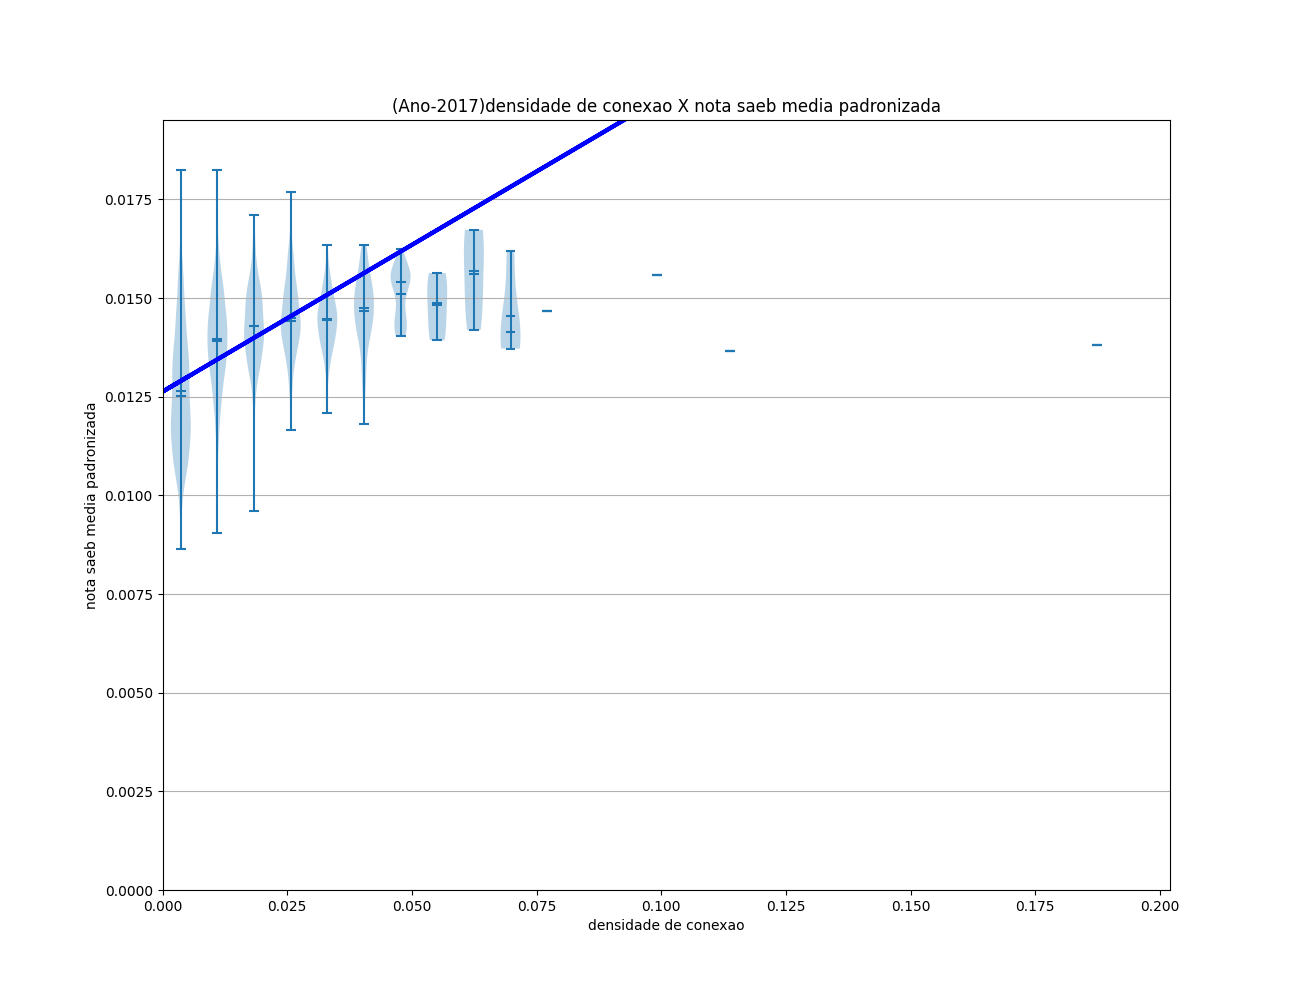 (Ano-2017)densidade de conexao X nota saeb media padronizada
nota saeb media padronizada
0.0175
0.0150
0.0125
0.0100
0.0075
0.0050
0.0025
0.0000
0.000 0.025 0.050 0.075 0.100 0.125 0.150 0.175 0.200
densidade de conexao